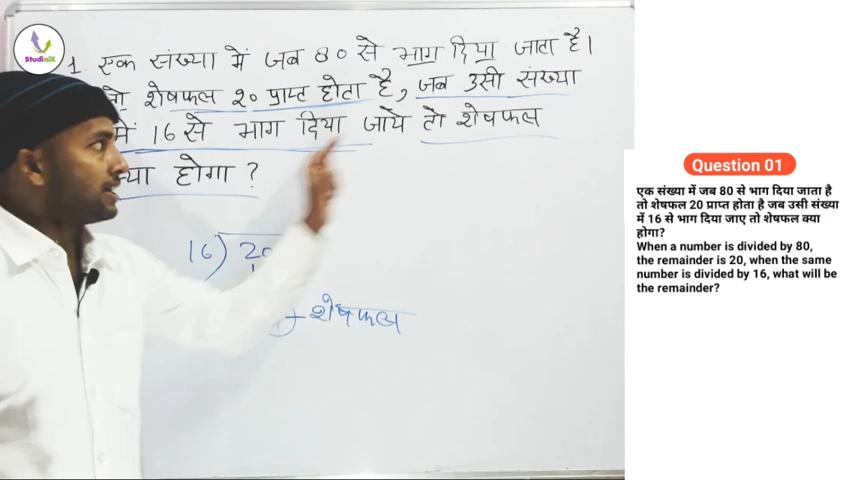 StudiniX
1. एक संख्या में जब 80 से भाग दिया जाता है।
तो शेषफल 20 प्राप्त होता है, जब उसी संख्या
में 16 से भाग दिया जाये तो शेषफल
क्या होगा ?
16) 20
शेषफल
Question 01
एक संख्या में जब 80 से भाग दिया जाता है
तो शेषफल 20 प्राप्त होता है जब उसी संख्या
में 16 से भाग दिया जाए तो शेषफल क्या
होगा?
When a number is divided by 80,
the remainder is 20, when the same
number is divided by 16, what will be
the remainder?